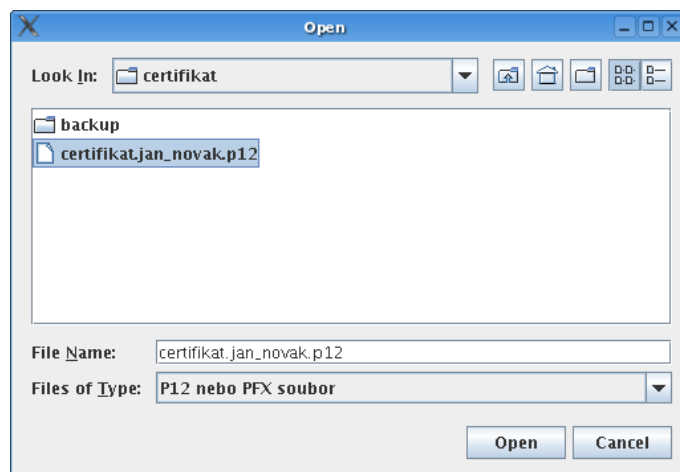 Open
Look In: certifikat
backup
certifikat.jan_novak.p12
File Name: certifikat.jan_novak.p12
Files of Type: P12 nebo PFX soubor
Open Cancel